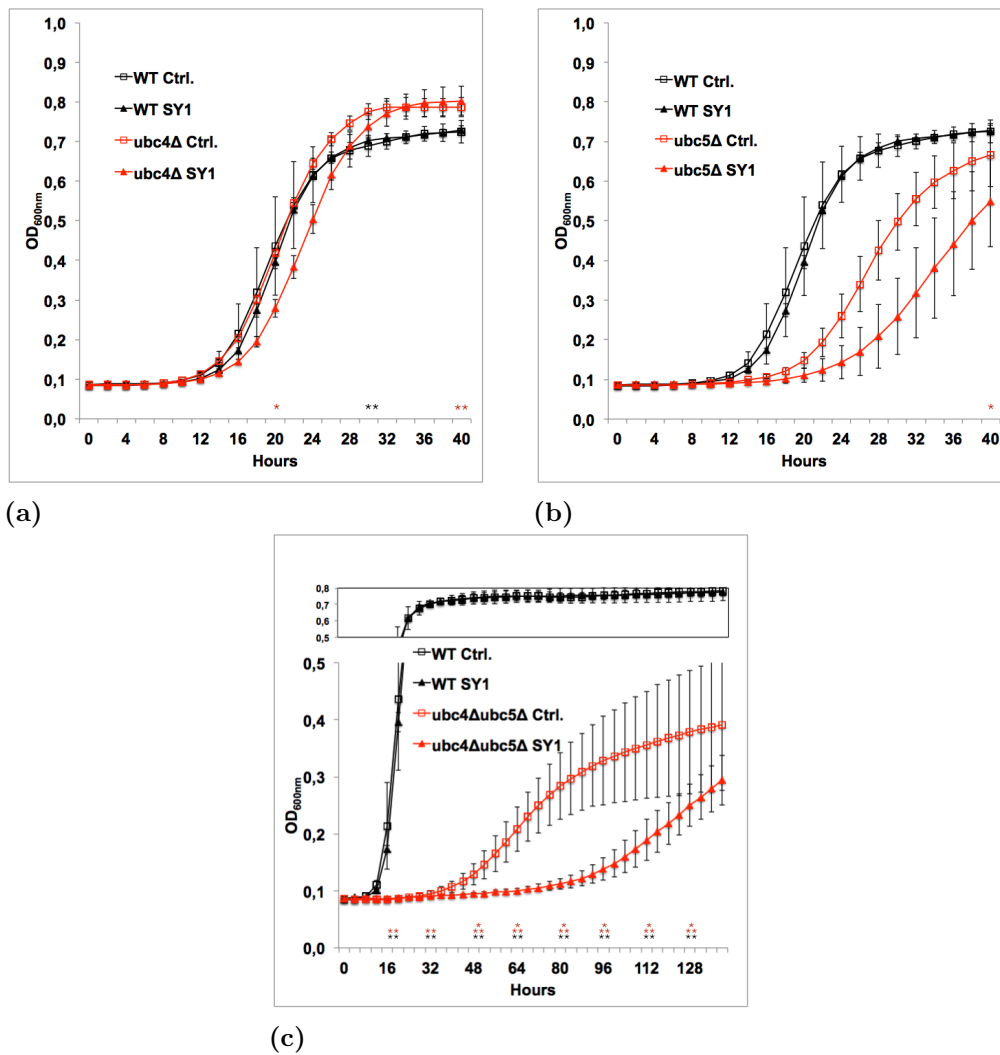 1,0
0,9
0,8
0,7
0,6
0,5
0,4
0,3
0,2
0,1
0,0
OD600nm
WT Ctrl.
WT SY1
ubc4Δ Ctrl.
ubc4Δ SY1
* ** **
0 4 8 12 16 20 24 28 32 36 40
Hours
(a)
1,0
0,9
0,8
0,7
0,6
0,5
0,4
0,3
0,2
0,1
0,0
OD600nm
WT Ctrl.
WT SY1
ubc5Δ Ctrl.
ubc5Δ SY1
*
0 4 8 12 16 20 24 28 32 36 40
Hours
(b)
0,8
0,7
0,5
0,5
0,4
0,3
0,2
0,1
0,0
OD600nm
WT Ctrl.
WT SY1
ubc4Δubc5Δ Ctrl.
ubc4Δubc5Δ SY1
* * * * * *
** ** ** ** ** ** ** **
** ** ** ** ** ** ** **
0 16 32 48 64 80 96 112 128
Hours
(c)